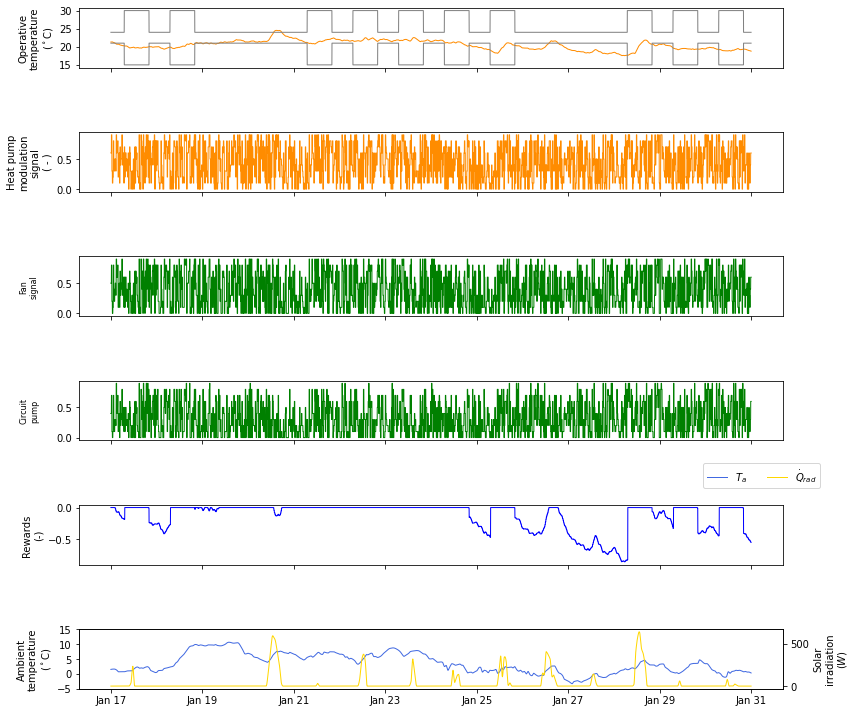 Operative
temperature
(°C)
30
25
20
15
Heat pump
modulation
signal
( - )
0.5
0.0
Fan
signal
0.5
0.0
Circuit
pump
0.5
0.0
T_a
Q̇_rad
Rewards
(-)
0.0
−0.5
Ambient
temperature
(°C)
15
10
5
0
−5
500
0
Solar
irradiation
(W)
Jan 17
Jan 19
Jan 21
Jan 23
Jan 25
Jan 27
Jan 29
Jan 31